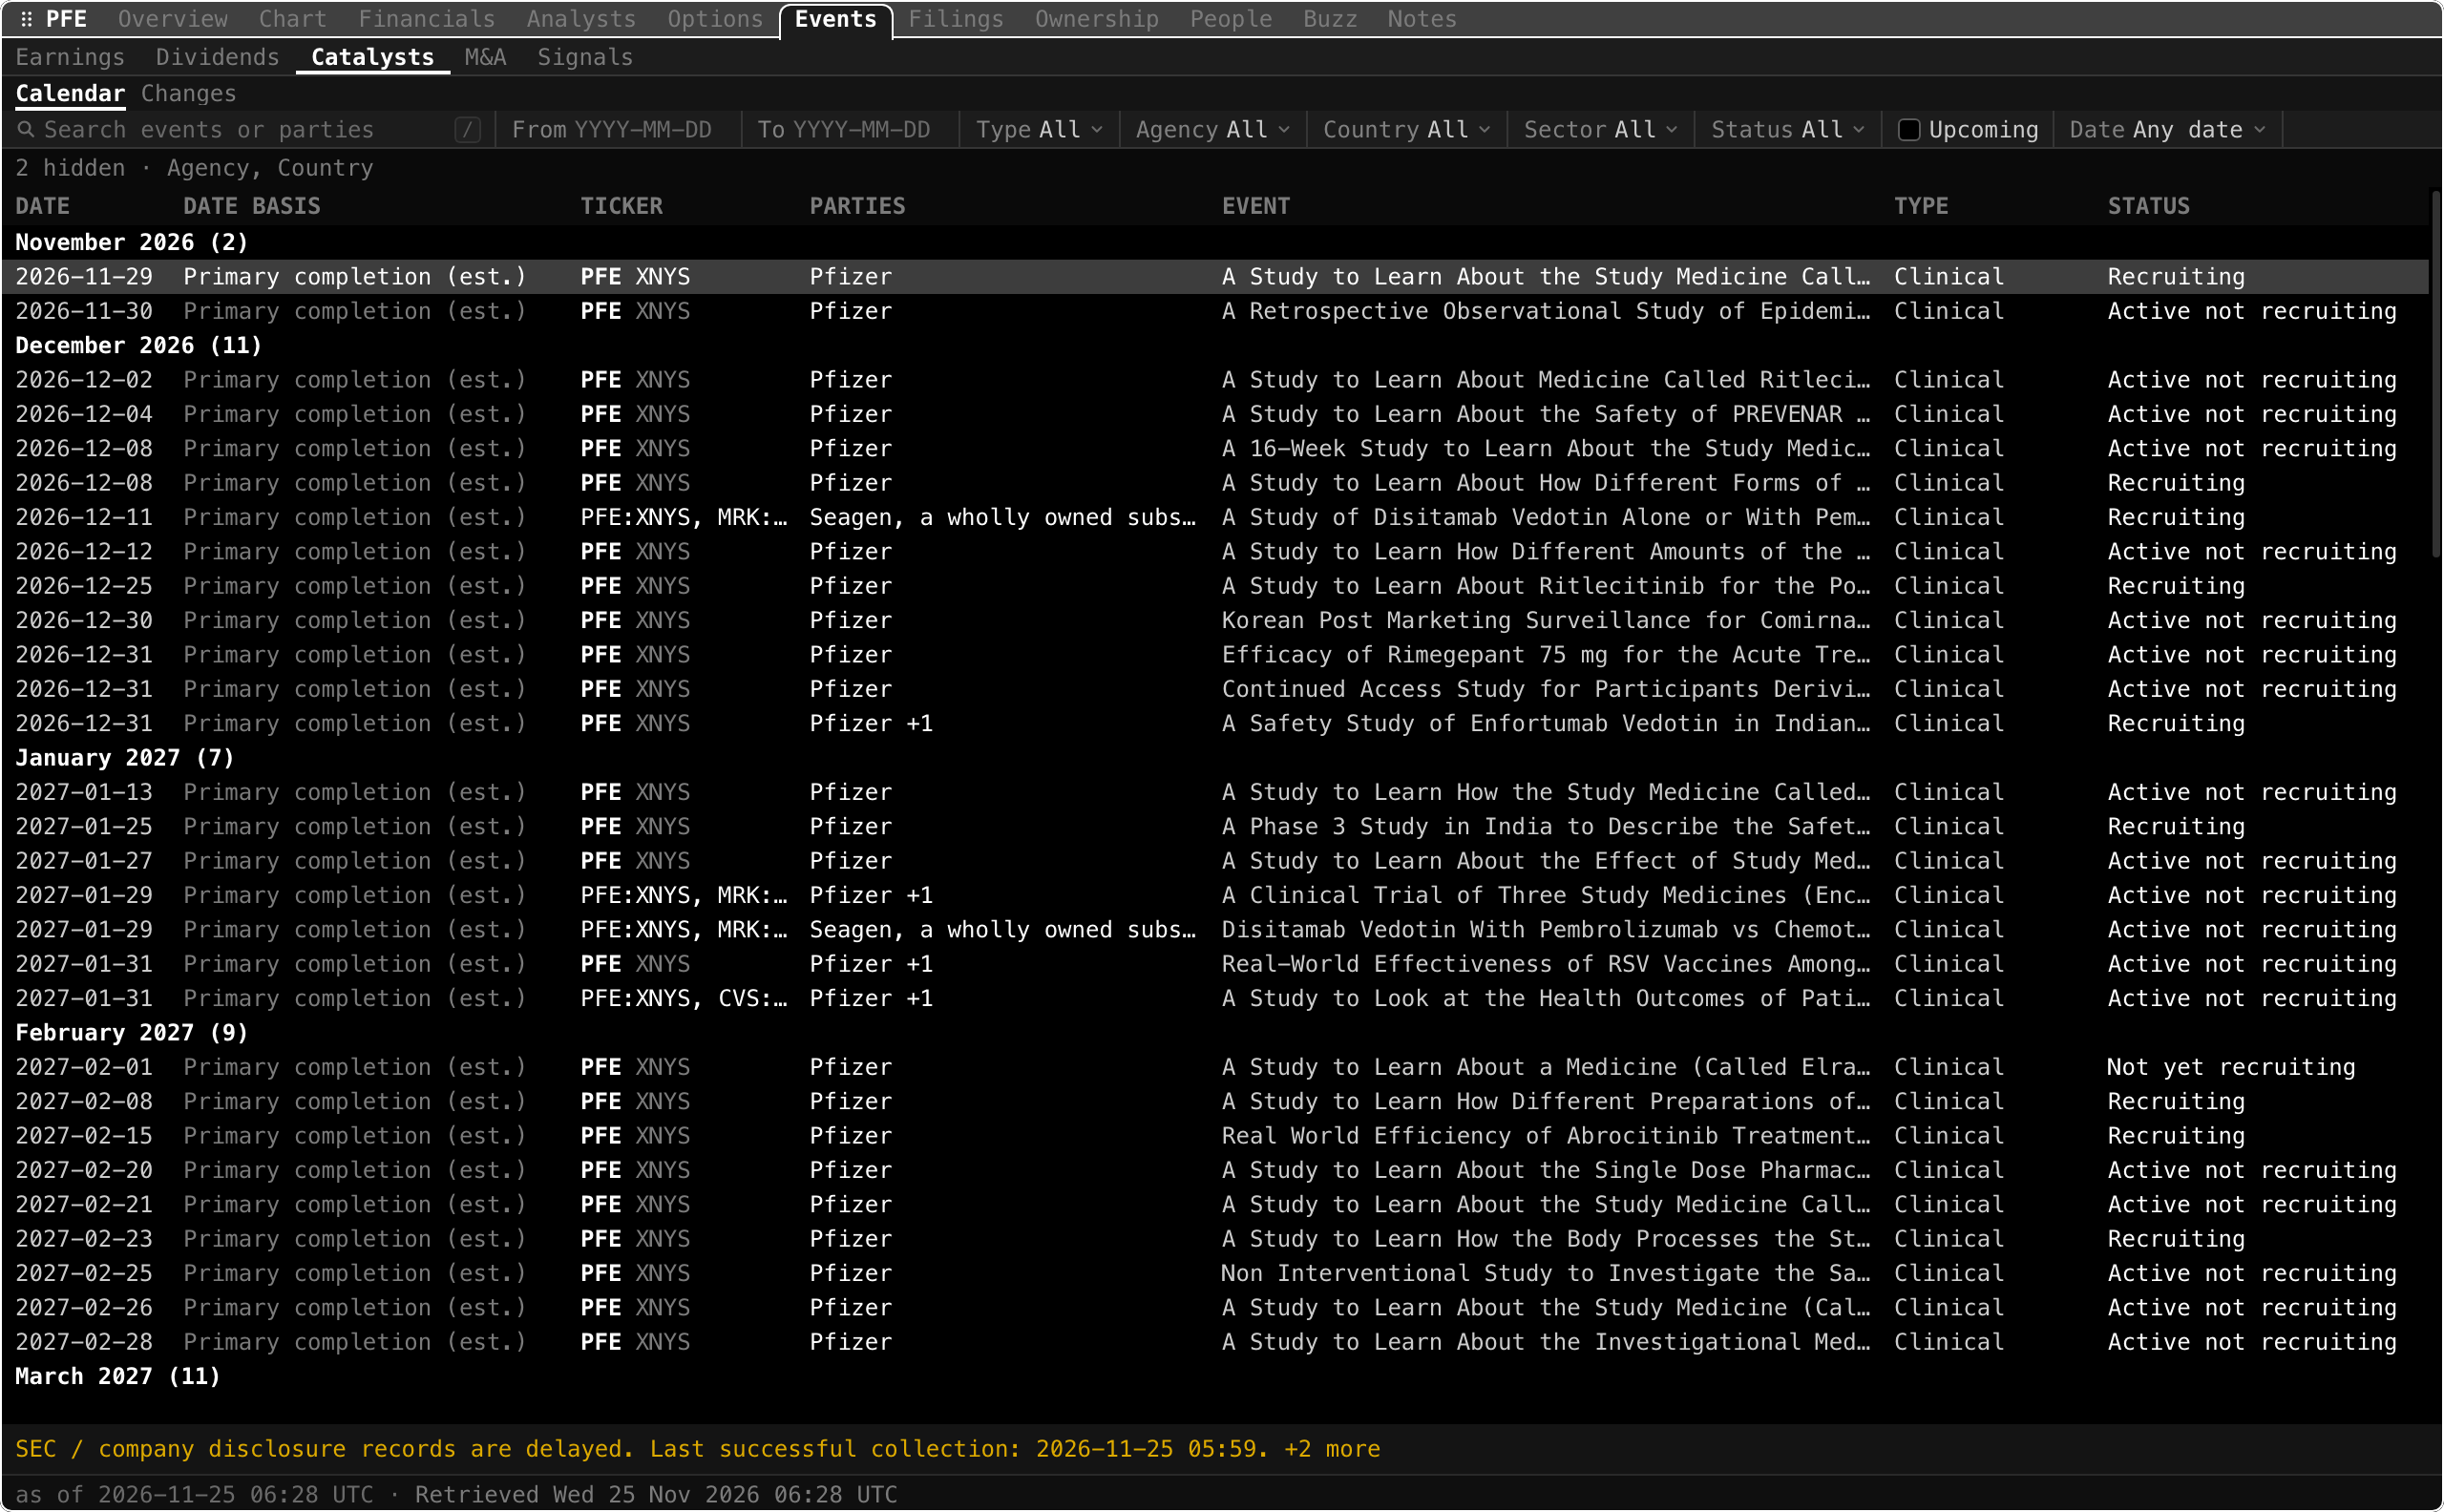 PFE Overview Chart Financials Analysts Options Events Filings Ownership People Buzz Notes
Earnings Dividends Catalysts M&A Signals
Calendar Changes
Search events or parties / From YYYY-MM-DD To YYYY-MM-DD Type All Agency All Country All Sector All Status All Upcoming Date Any date
2 hidden · Agency, Country
DATE DATE BASIS TICKER PARTIES EVENT TYPE STATUS
November 2026 (2)
2026-11-29 Primary completion (est.) PFE XNYS Pfizer A Study to Learn About the Study Medicine Call… Clinical Recruiting
2026-11-30 Primary completion (est.) PFE XNYS Pfizer A Retrospective Observational Study of Epidemi… Clinical Active not recruiting
December 2026 (11)
2026-12-02 Primary completion (est.) PFE XNYS Pfizer A Study to Learn About Medicine Called Ritleci… Clinical Active not recruiting
2026-12-04 Primary completion (est.) PFE XNYS Pfizer A Study to Learn About the Safety of PREVENAR … Clinical Active not recruiting
2026-12-08 Primary completion (est.) PFE XNYS Pfizer A 16-Week Study to Learn About the Study Medic… Clinical Active not recruiting
2026-12-08 Primary completion (est.) PFE XNYS Pfizer A Study to Learn About How Different Forms of … Clinical Recruiting
2026-12-11 Primary completion (est.) PFE:XNYS, MRK:… Seagen, a wholly owned subs… A Study of Disitamab Vedotin Alone or With Pem… Clinical Recruiting
2026-12-12 Primary completion (est.) PFE XNYS Pfizer A Study to Learn How Different Amounts of the … Clinical Active not recruiting
2026-12-25 Primary completion (est.) PFE XNYS Pfizer A Study to Learn About Ritlecitinib for the Po… Clinical Recruiting
2026-12-30 Primary completion (est.) PFE XNYS Pfizer Korean Post Marketing Surveillance for Comirna… Clinical Active not recruiting
2026-12-31 Primary completion (est.) PFE XNYS Pfizer Efficacy of Rimegepant 75 mg for the Acute Tre… Clinical Active not recruiting
2026-12-31 Primary completion (est.) PFE XNYS Pfizer Continued Access Study for Participants Derivi… Clinical Active not recruiting
2026-12-31 Primary completion (est.) PFE XNYS Pfizer +1 A Safety Study of Enfortumab Vedotin in Indian… Clinical Recruiting
January 2027 (7)
2027-01-13 Primary completion (est.) PFE XNYS Pfizer A Study to Learn How the Study Medicine Called… Clinical Active not recruiting
2027-01-25 Primary completion (est.) PFE XNYS Pfizer A Phase 3 Study in India to Describe the Safet… Clinical Recruiting
2027-01-27 Primary completion (est.) PFE XNYS Pfizer A Study to Learn About the Effect of Study Med… Clinical Active not recruiting
2027-01-29 Primary completion (est.) PFE:XNYS, MRK:… Pfizer +1 A Clinical Trial of Three Study Medicines (Enc… Clinical Active not recruiting
2027-01-29 Primary completion (est.) PFE:XNYS, MRK:… Seagen, a wholly owned subs… Disitamab Vedotin With Pembrolizumab vs Chemot… Clinical Active not recruiting
2027-01-31 Primary completion (est.) PFE XNYS Pfizer +1 Real-World Effectiveness of RSV Vaccines Among… Clinical Active not recruiting
2027-01-31 Primary completion (est.) PFE:XNYS, CVS:… Pfizer +1 A Study to Look at the Health Outcomes of Pati… Clinical Active not recruiting
February 2027 (9)
2027-02-01 Primary completion (est.) PFE XNYS Pfizer A Study to Learn About a Medicine (Called Elra… Clinical Not yet recruiting
2027-02-08 Primary completion (est.) PFE XNYS Pfizer A Study to Learn How Different Preparations of… Clinical Recruiting
2027-02-15 Primary completion (est.) PFE XNYS Pfizer Real World Efficiency of Abrocitinib Treatment… Clinical Recruiting
2027-02-20 Primary completion (est.) PFE XNYS Pfizer A Study to Learn About the Single Dose Pharmac… Clinical Active not recruiting
2027-02-21 Primary completion (est.) PFE XNYS Pfizer A Study to Learn About the Study Medicine Call… Clinical Active not recruiting
2027-02-23 Primary completion (est.) PFE XNYS Pfizer A Study to Learn How the Body Processes the St… Clinical Recruiting
2027-02-25 Primary completion (est.) PFE XNYS Pfizer Non Interventional Study to Investigate the Sa… Clinical Active not recruiting
2027-02-26 Primary completion (est.) PFE XNYS Pfizer A Study to Learn About the Study Medicine (Cal… Clinical Active not recruiting
2027-02-28 Primary completion (est.) PFE XNYS Pfizer A Study to Learn About the Investigational Med… Clinical Active not recruiting
March 2027 (11)
SEC / company disclosure records are delayed. Last successful collection: 2026-11-25 05:59. +2 more
as of 2026-11-25 06:28 UTC · Retrieved Wed 25 Nov 2026 06:28 UTC